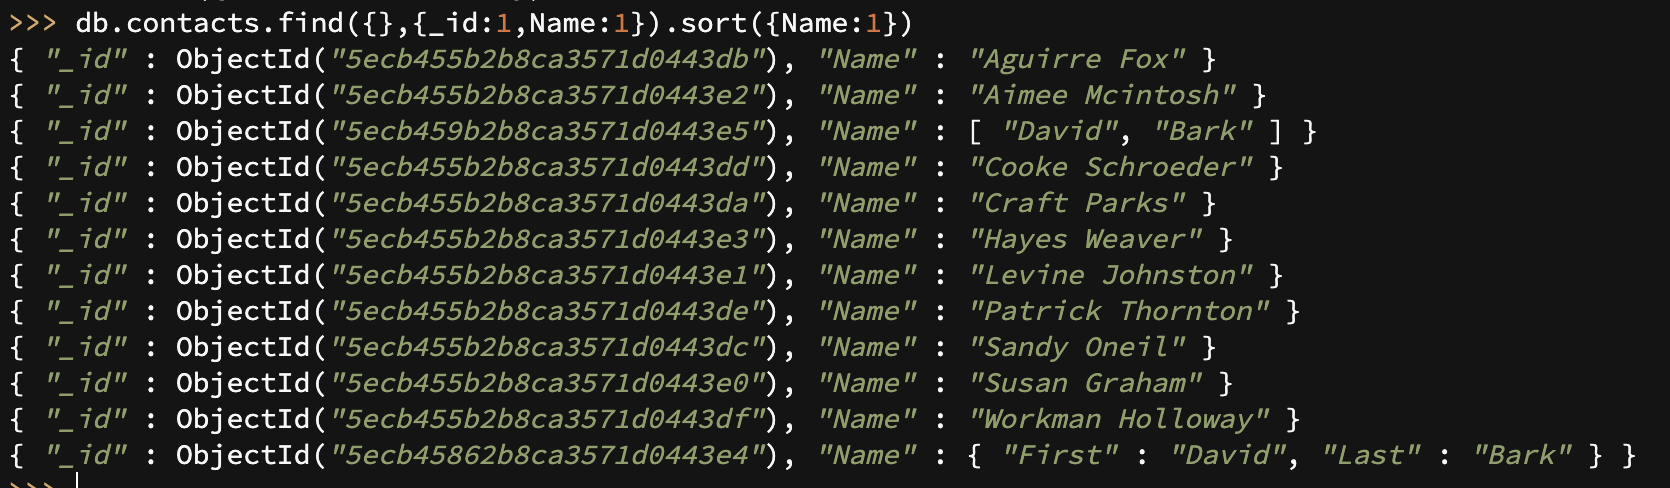 >>> db.contacts.find({},{_id:1,Name:1}).sort({Name:1})
{ "_id" : ObjectId("5ecb455b2b8ca3571d0443db"), "Name" : "Aguirre Fox" }
{ "_id" : ObjectId("5ecb455b2b8ca3571d0443e2"), "Name" : "Aimee Mcintosh" }
{ "_id" : ObjectId("5ecb459b2b8ca3571d0443e5"), "Name" : [ "David", "Bark" ] }
{ "_id" : ObjectId("5ecb455b2b8ca3571d0443dd"), "Name" : "Cooke Schroeder" }
{ "_id" : ObjectId("5ecb455b2b8ca3571d0443da"), "Name" : "Craft Parks" }
{ "_id" : ObjectId("5ecb455b2b8ca3571d0443e3"), "Name" : "Hayes Weaver" }
{ "_id" : ObjectId("5ecb455b2b8ca3571d0443e1"), "Name" : "Levine Johnston" }
{ "_id" : ObjectId("5ecb455b2b8ca3571d0443de"), "Name" : "Patrick Thornton" }
{ "_id" : ObjectId("5ecb455b2b8ca3571d0443dc"), "Name" : "Sandy Oneil" }
{ "_id" : ObjectId("5ecb455b2b8ca3571d0443e0"), "Name" : "Susan Graham" }
{ "_id" : ObjectId("5ecb455b2b8ca3571d0443df"), "Name" : "Workman Holloway" }
{ "_id" : ObjectId("5ecb45862b8ca3571d0443e4"), "Name" : { "First" : "David", "Last" : "Bark" } }
>>>